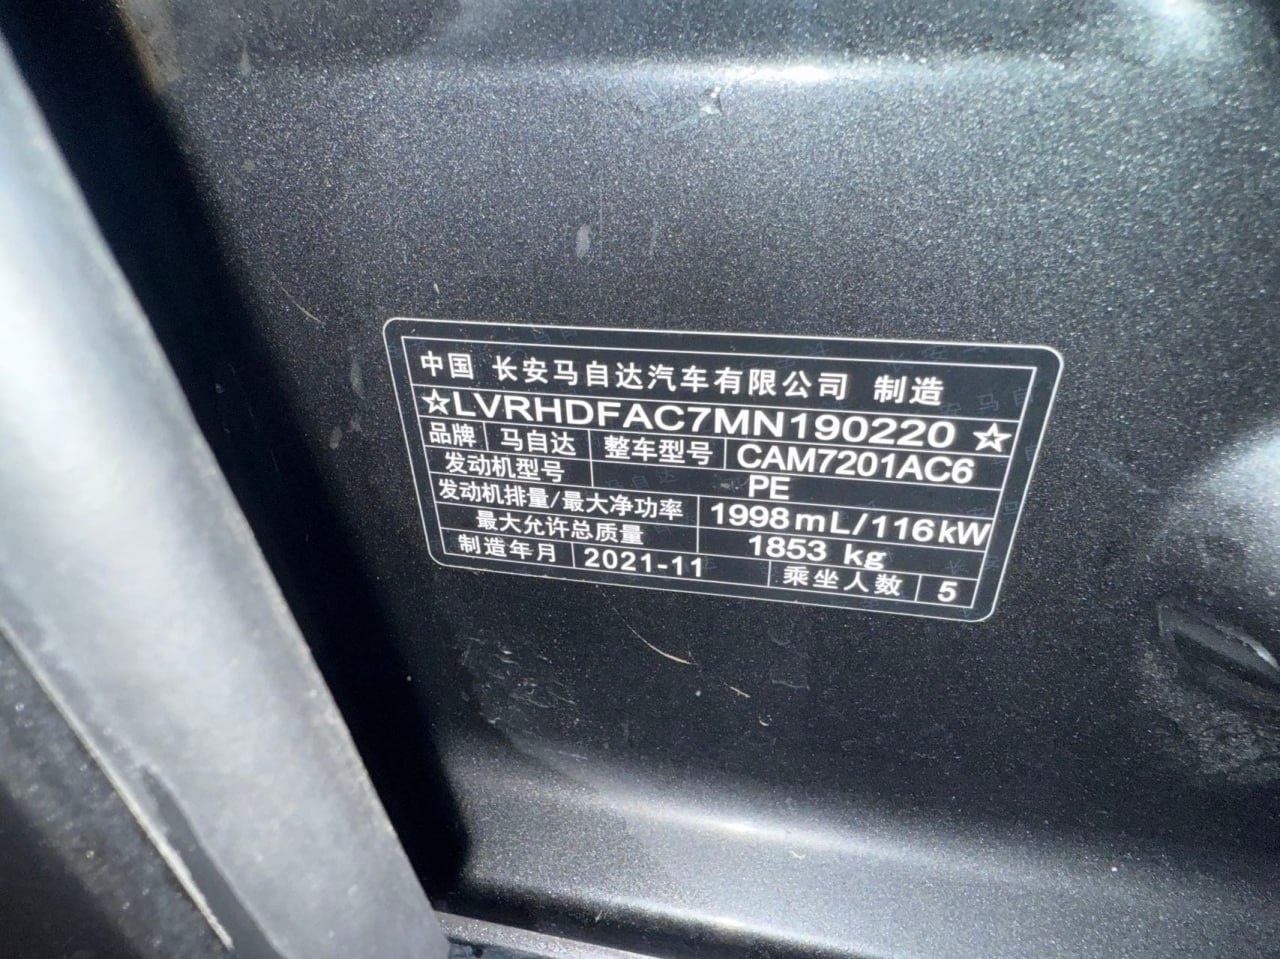 中国 长安马自达汽车有限公司 制造
☆LVRHDFAC7MN190220☆
品牌 马自达 整车型号 CAM7201AC6
发动机型号 PE
发动机排量/最大净功率 1998mL/116kW
最大允许总质量 1853 kg
制造年月 2021-11 乘坐人数 5